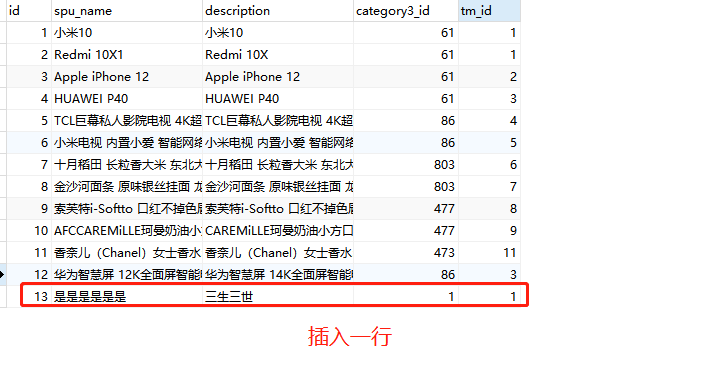 id spu_name description category3_id tm_id
1 小米10 小米10 61 1
2 Redmi 10X1 Redmi 10X 61 1
3 Apple iPhone 12 Apple iPhone 12 61 2
4 HUAWEI P40 HUAWEI P40 61 3
5 TCL巨幕私人影院电视 4K超 TCL巨幕私人影院电视 4K超 86 4
6 小米电视 内置小爱 智能网络 小米电视 内置小爱 智能网络 86 5
7 十月稻田 长粒香大米 东北大 十月稻田 长粒香大米 东北大 803 6
8 金沙河面条 原味银丝挂面 龙 金沙河面条 原味银丝挂面 龙 803 7
9 索芙特i-Softto 口红不掉色唇 索芙特i-Softto 口红不掉色唇 477 8
10 AFCCAREMiLLE珂曼奶油小 CAREMiLLE珂曼奶油小方口 477 9
11 香奈儿（Chanel）女士香水 香奈儿（Chanel）女士香水 473 11
12 华为智慧屏 12K全面屏智能 华为智慧屏 14K全面屏智能 86 3
13 是是是是是是 三生三世 1 1
插入一行